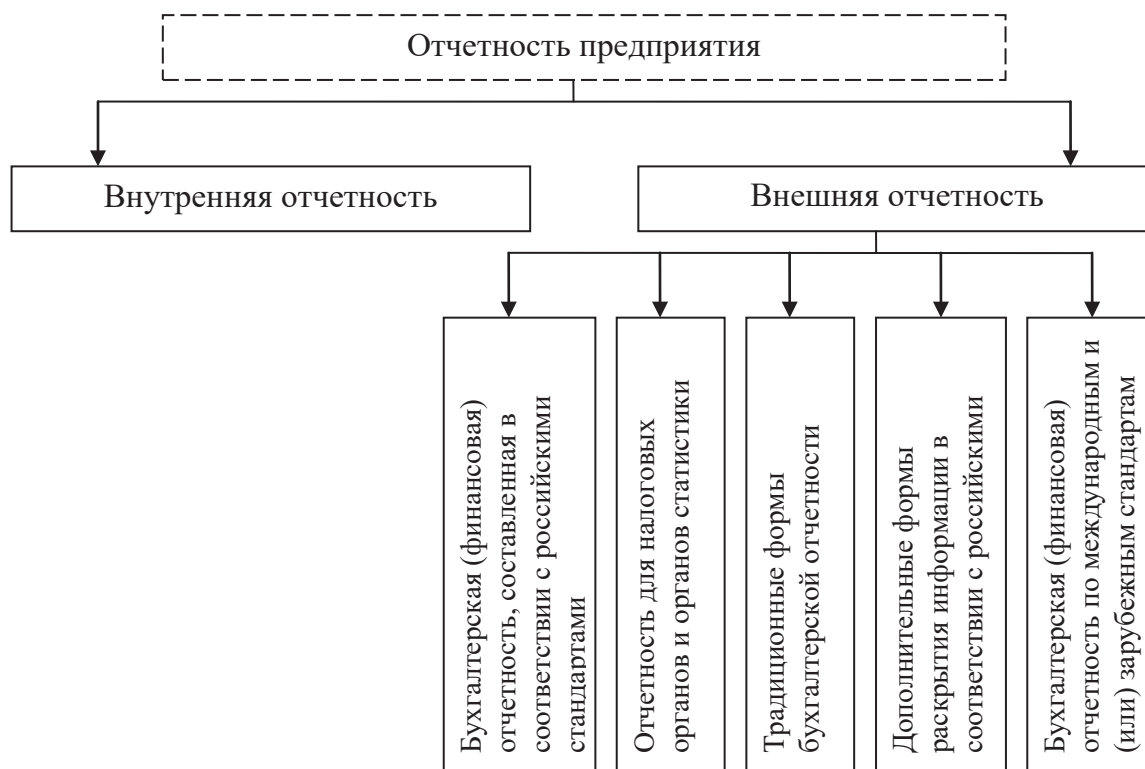 Отчетность предприятия
Внутренняя отчетность
Внешняя отчетность
Бухгалтерская (финансовая)
отчетность, составленная в
соответствии с российскими
стандартами
Отчетность для налоговых
органов и органов статистики
Традиционные формы
бухгалтерской отчетности
Дополнительные формы
раскрытия информации в
соответствии с российскими
Бухгалтерская (финансовая)
отчетность по международным и
(или) зарубежным стандартам